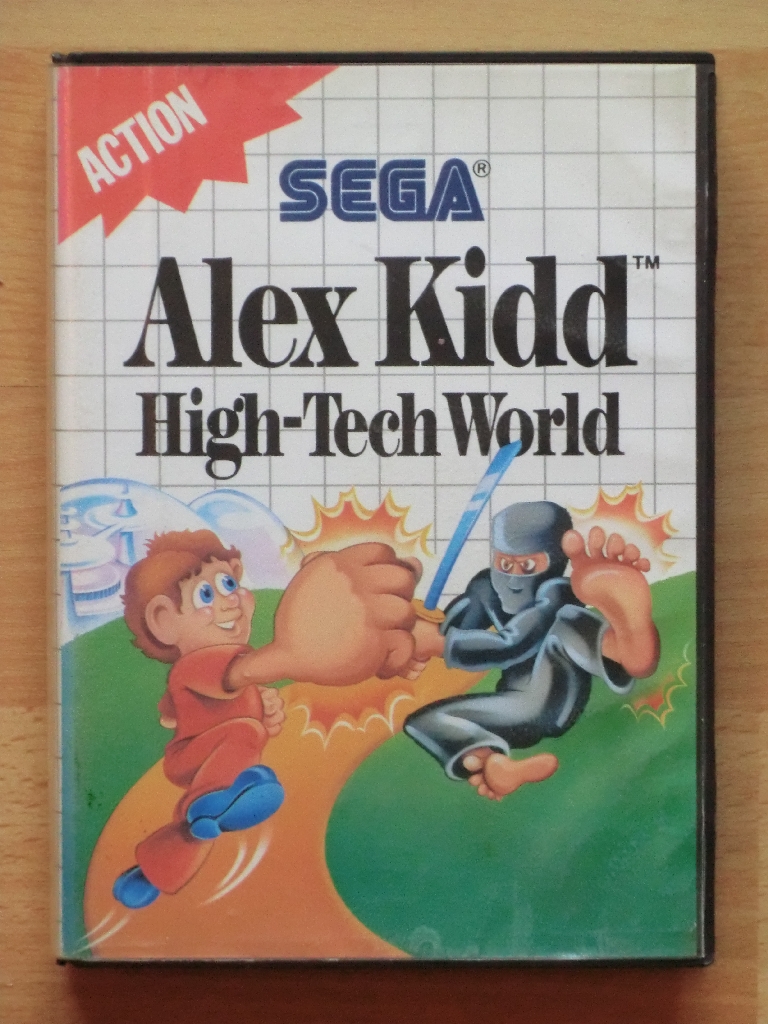 ACTION
SEGA®
Alex Kidd™
High-Tech World